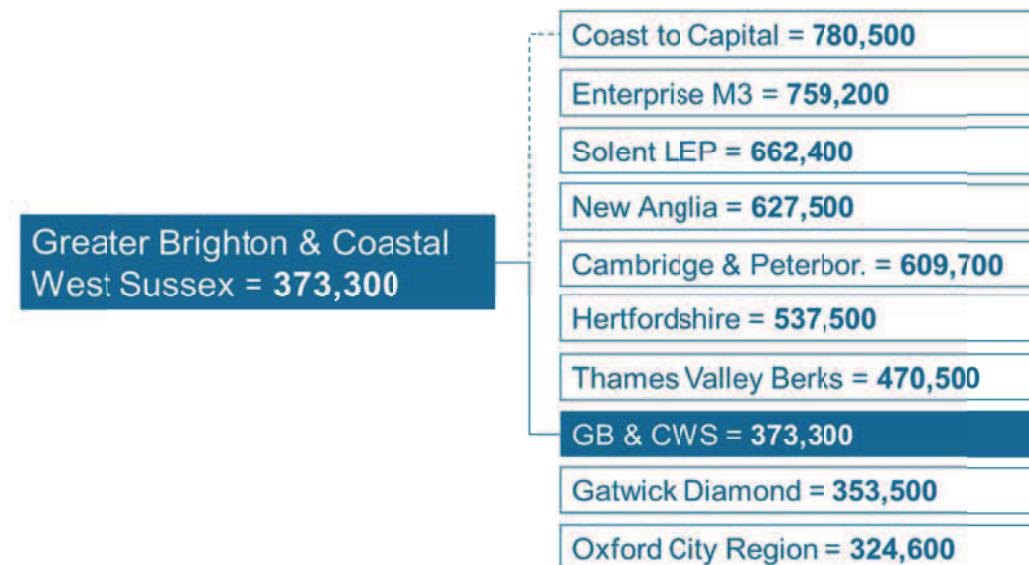 Greater Brighton & Coastal
West Sussex = 373,300
Coast to Capital = 780,500
Enterprise M3 = 759,200
Solent LEP = 662,400
New Anglia = 627,500
Cambridge & Peterbor. = 609,700
Hertfordshire = 537,500
Thames Valley Berks = 470,500
GB & CWS = 373,300
Gatwick Diamond = 353,500
Oxford City Region = 324,600